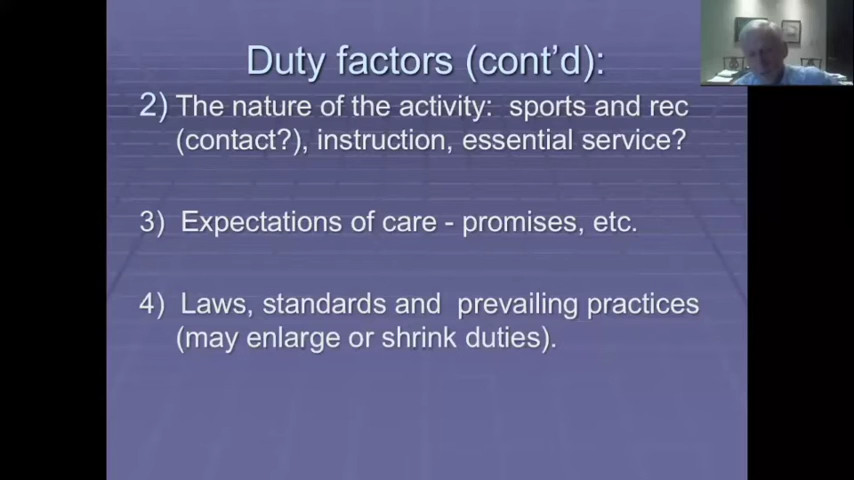 Duty factors (cont'd):
2) The nature of the activity: sports and rec
(contact?), instruction, essential service?
3) Expectations of care - promises, etc.
4) Laws, standards and prevailing practices
(may enlarge or shrink duties).